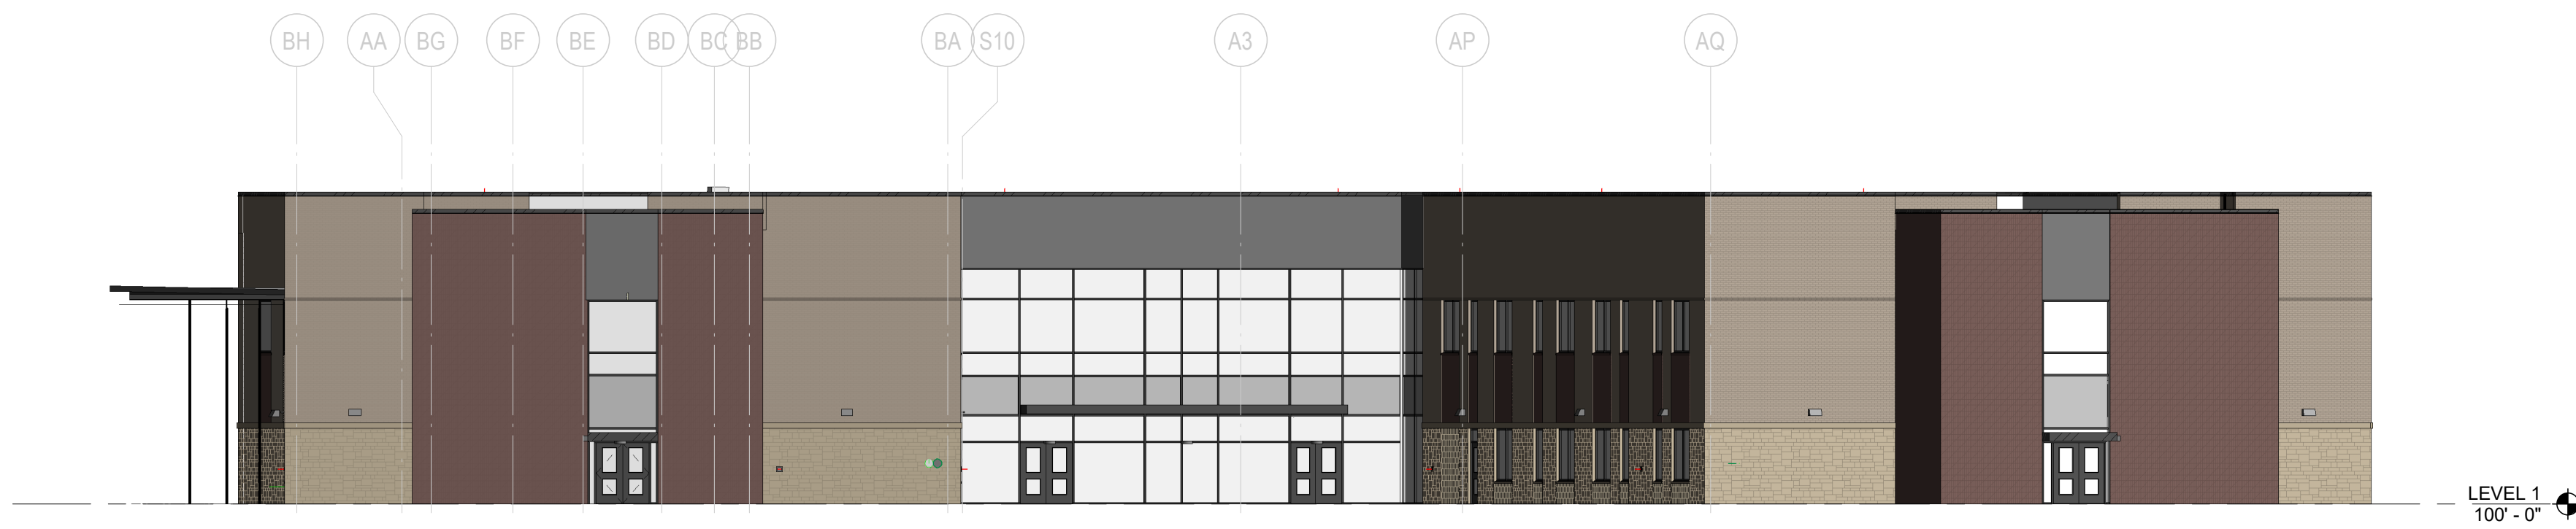 BH AA BG BF BE BD BC BB BA S10 A3 AP AQ
LEVEL 1
100' - 0"